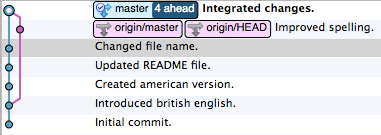 master 4 ahead Integrated changes.
origin/master origin/HEAD Improved spelling.
Changed file name.
Updated README file.
Created american version.
Introduced british english.
Initial commit.